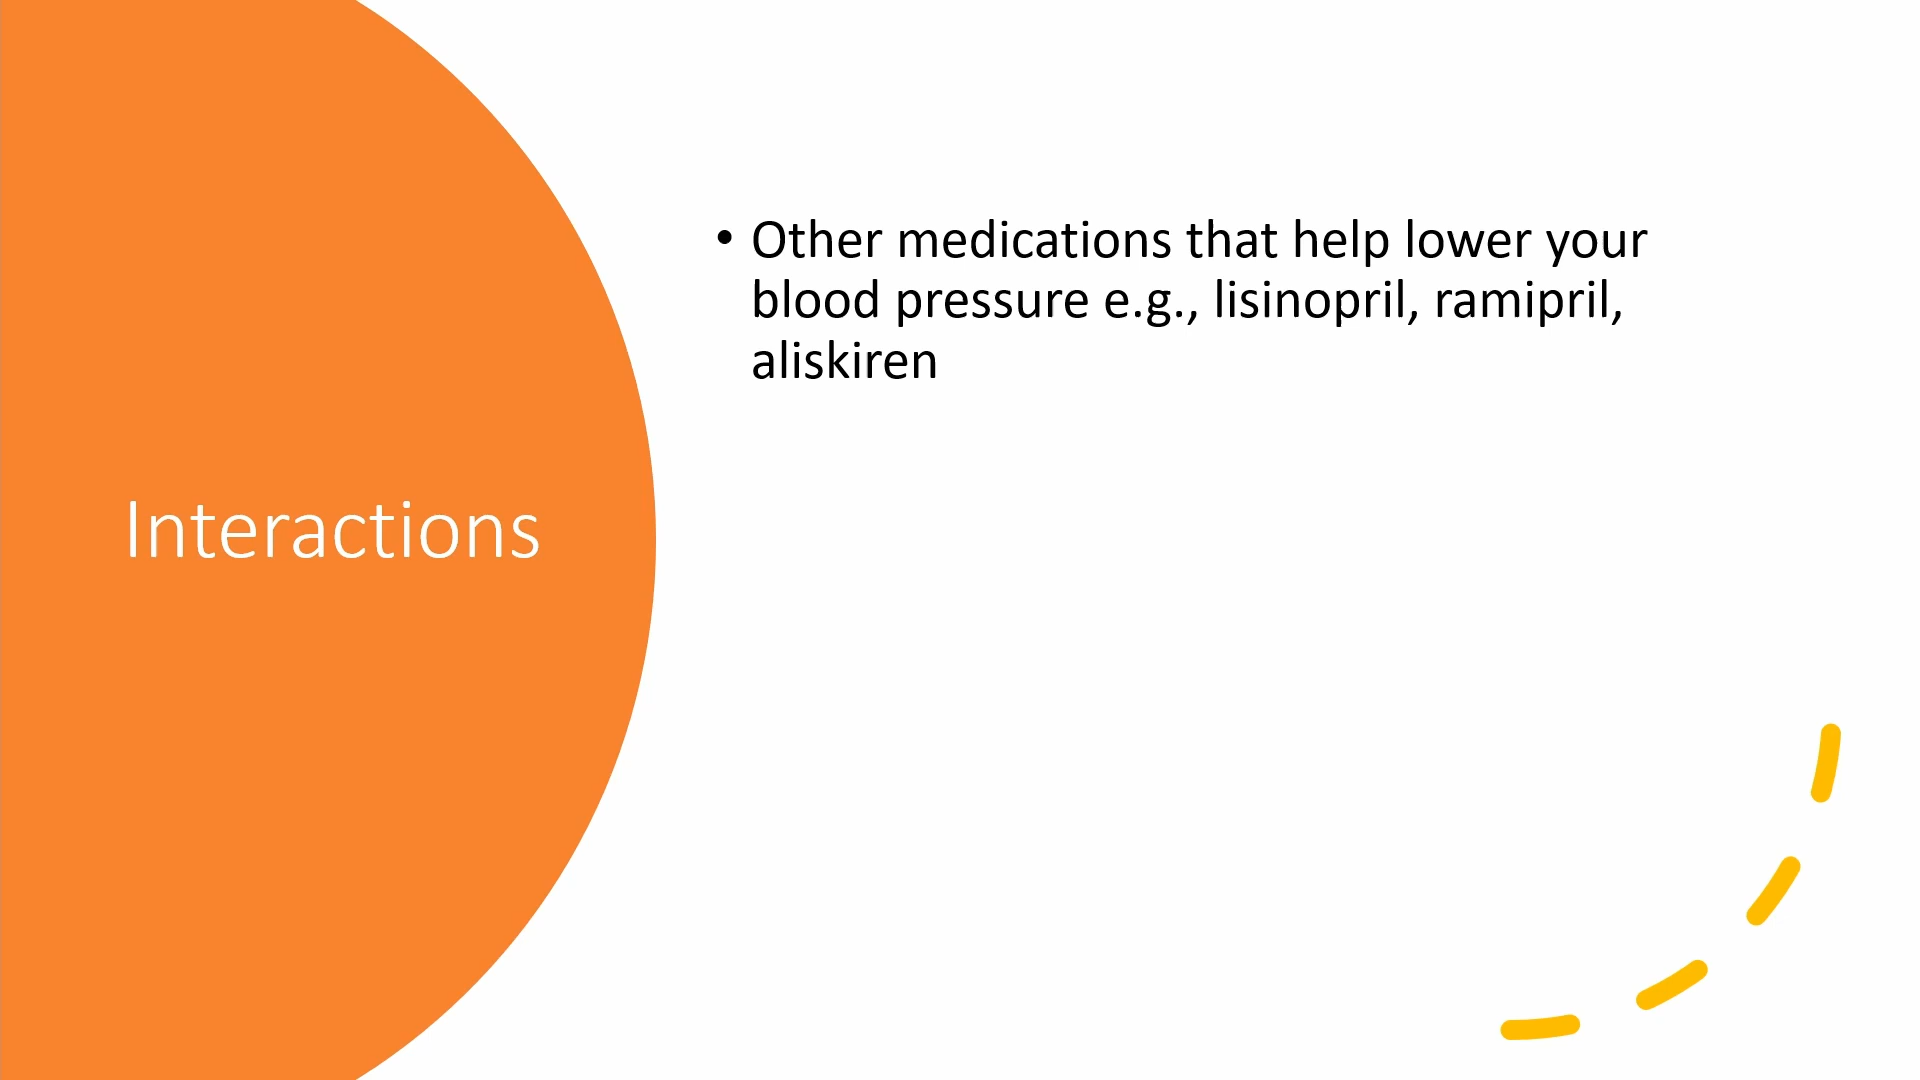 Interactions
• Other medications that help lower your
blood pressure e.g., lisinopril, ramipril,
aliskiren